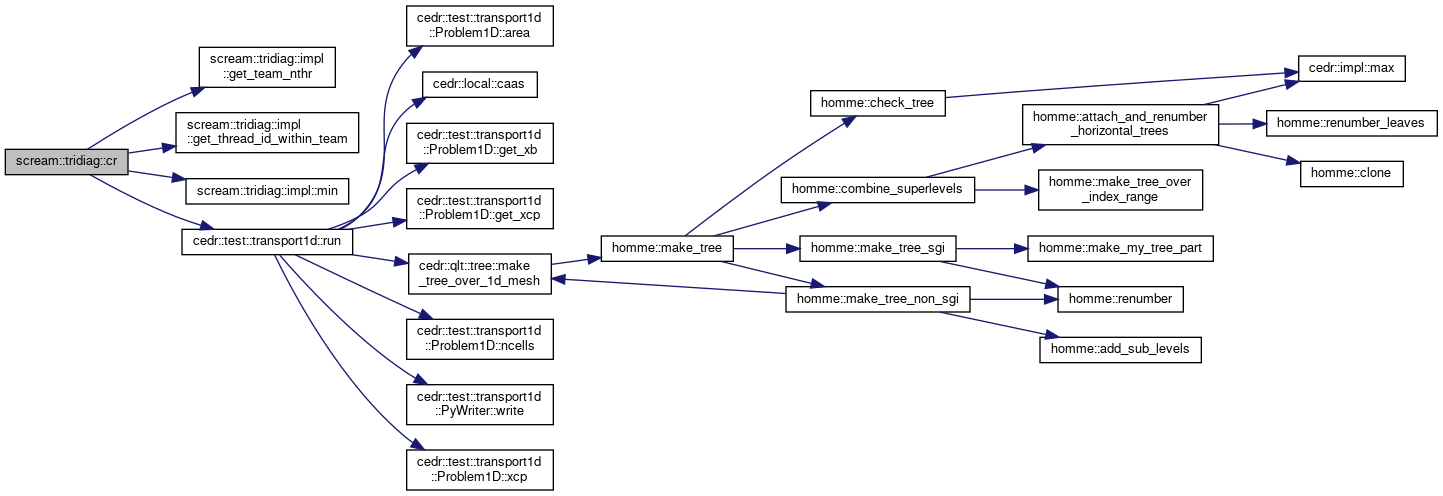 scream::tridiag::cr
scream::tridiag::impl
::get_team_nthr
scream::tridiag::impl
::get_thread_id_within_team
scream::tridiag::impl::min
cedr::test::transport1d::run
cedr::test::transport1d
::Problem1D::area
cedr::local::caas
cedr::test::transport1d
::Problem1D::get_xb
cedr::test::transport1d
::Problem1D::get_xcp
cedr::qlt::tree::make
_tree_over_1d_mesh
cedr::test::transport1d
::Problem1D::ncells
cedr::test::transport1d
::PyWriter::write
cedr::test::transport1d
::Problem1D::xcp
homme::make_tree
homme::check_tree
homme::combine_superlevels
homme::make_tree_sgi
homme::make_tree_non_sgi
homme::attach_and_renumber
_horizontal_trees
homme::make_tree_over
_index_range
homme::make_my_tree_part
homme::renumber
homme::add_sub_levels
cedr::impl::max
homme::renumber_leaves
homme::clone